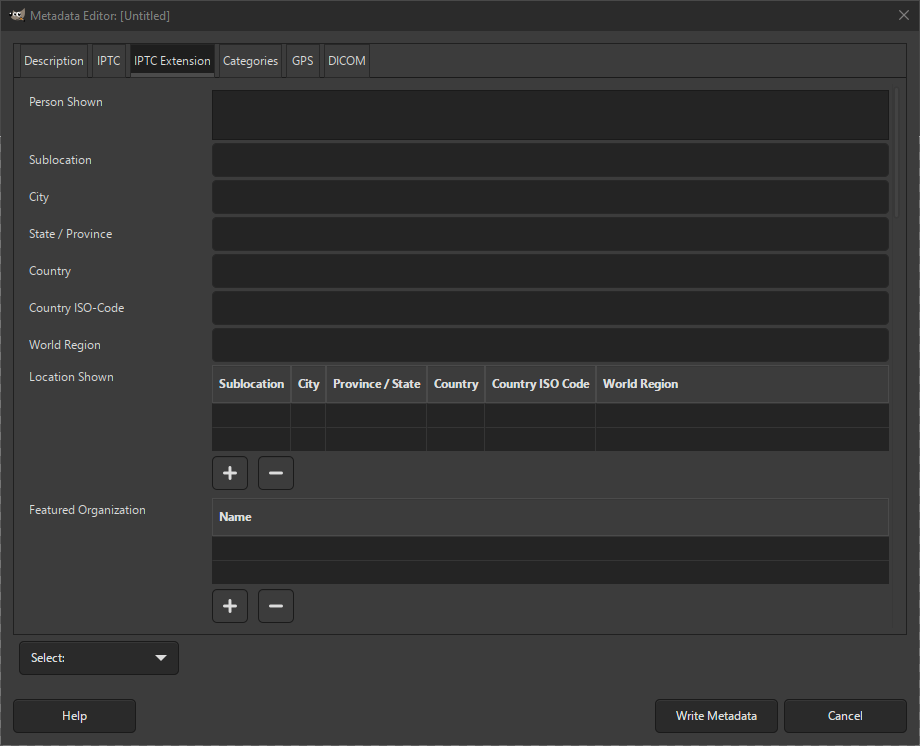 Metadata Editor: [Untitled]
Description IPTC IPTC Extension Categories GPS DICOM
Person Shown
Sublocation
City
State / Province
Country
Country ISO-Code
World Region
Location Shown
Sublocation City Province / State Country Country ISO Code World Region
Featured Organization
Name
Select:
Help Write Metadata Cancel